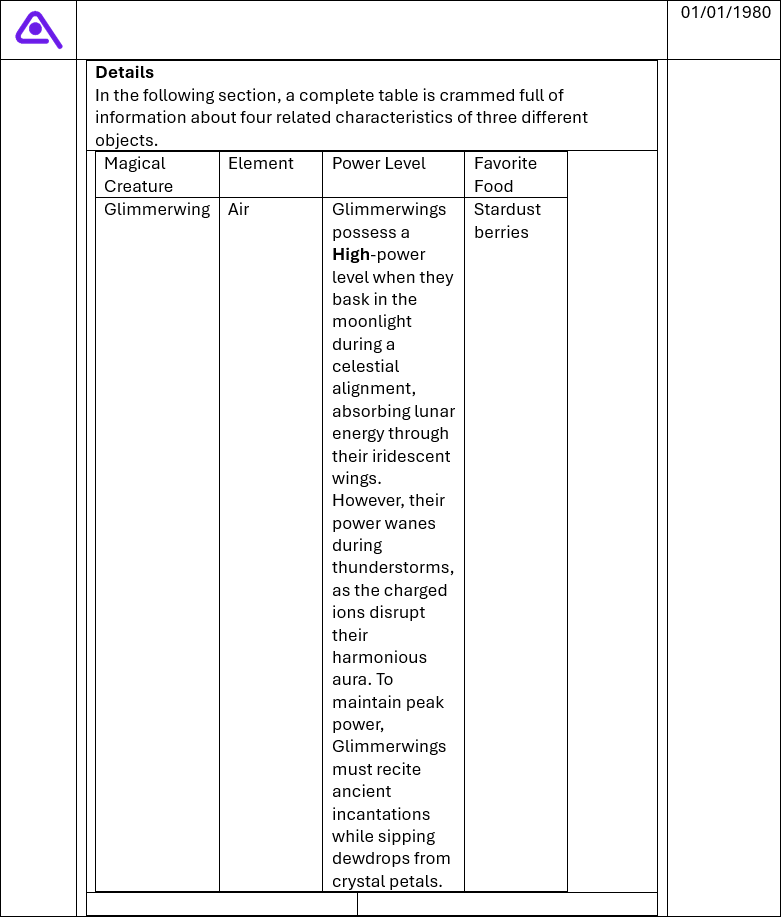 01/01/1980
Details
In the following section, a complete table is crammed full of
information about four related characteristics of three different
objects.
Magical
Creature
Element
Power Level
Favorite
Food
Glimmerwing
Air
Glimmerwings
possess a
High-power
level when they
bask in the
moonlight
during a
celestial
alignment,
absorbing lunar
energy through
their iridescent
wings.
However, their
power wanes
during
thunderstorms,
as the charged
ions disrupt
their
harmonious
aura. To
maintain peak
power,
Glimmerwings
must recite
ancient
incantations
while sipping
dewdrops from
crystal petals.
Stardust
berries